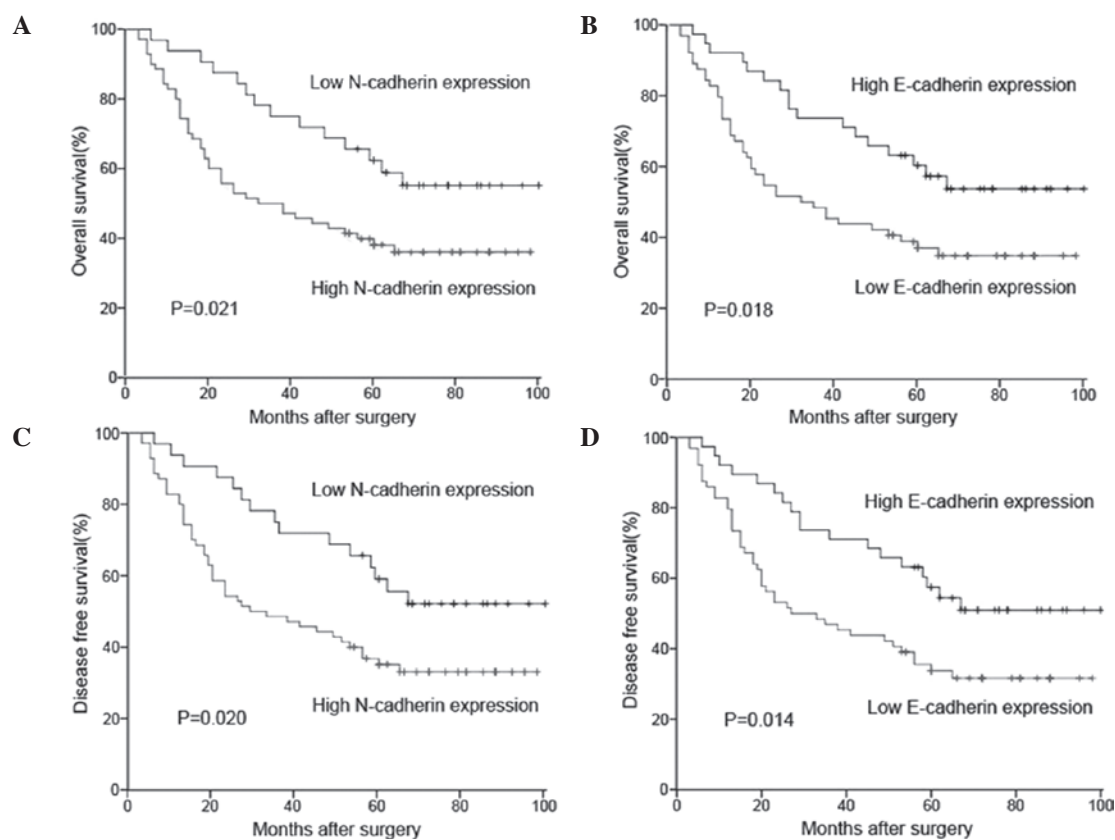 A
Overall survival(%)
100
80
60
40
20
0
Low N-cadherin expression
High N-cadherin expression
P=0.021
0 20 40 60 80 100
Months after surgery
B
Overall survival(%)
100
80
60
40
20
0
High E-cadherin expression
Low E-cadherin expression
P=0.018
0 20 40 60 80 100
Months after surgery
C
Disease free survival(%)
100
80
60
40
20
0
Low N-cadherin expression
High N-cadherin expression
P=0.020
0 20 40 60 80 100
Months after surgery
D
Disease free survival(%)
100
80
60
40
20
0
High E-cadherin expression
Low E-cadherin expression
P=0.014
0 20 40 60 80 100
Months after surgery